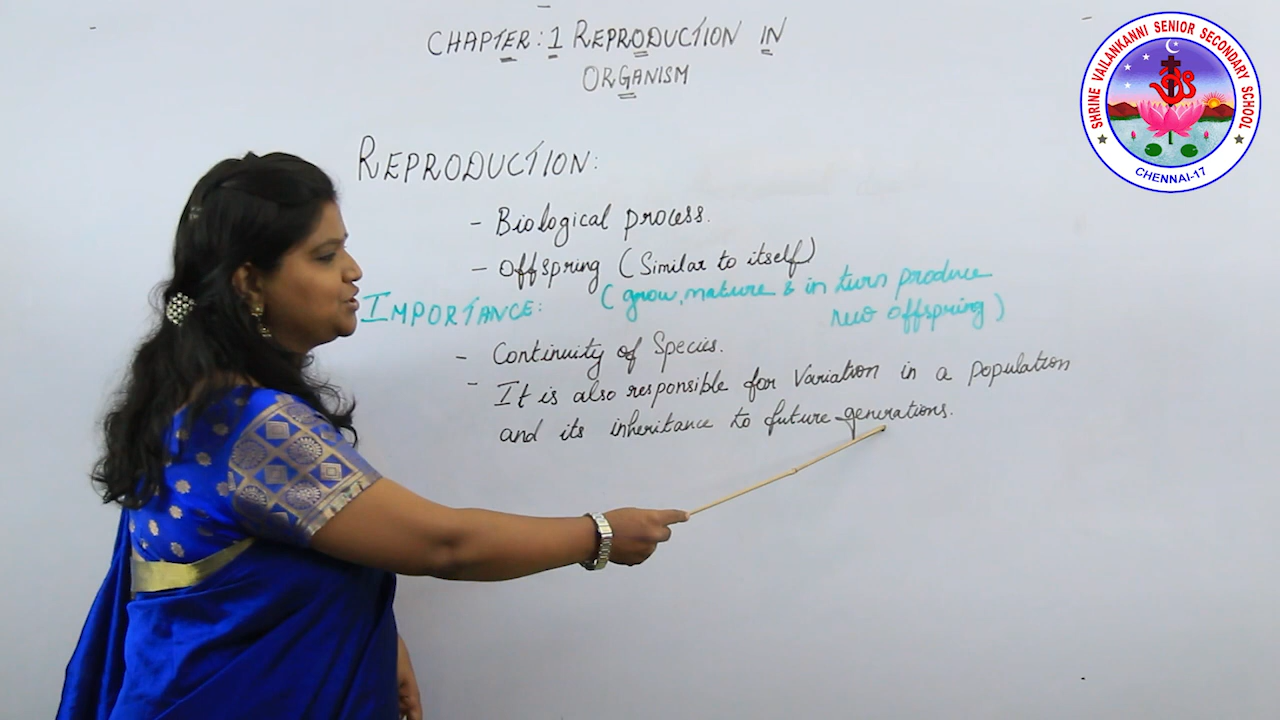 CHAPTER: 1 REPRODUCTION IN
ORGANISM
SHRINE VAILANKANNI SENIOR SECONDARY SCHOOL
CHENNAI-17
REPRODUCTION:
- Biological process.
- Offspring (Similar to itself)
(grow, mature & in turn produce
new offspring)
IMPORTANCE:
- Continuity of Species.
- It is also responsible for Variation in a population
and its inheritance to future generations.